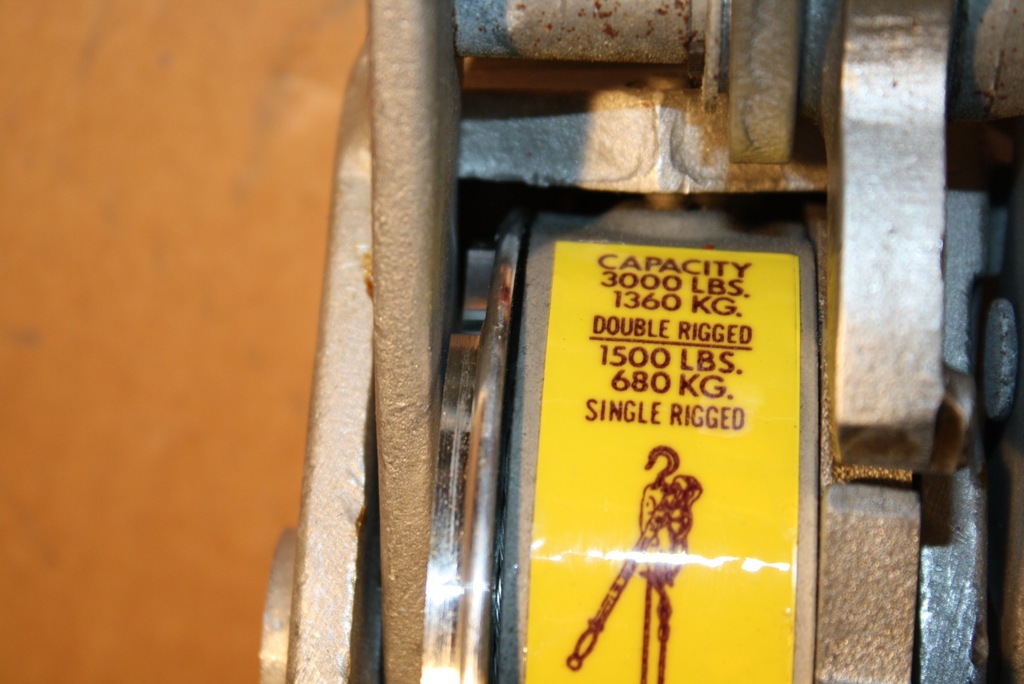 CAPACITY
3000 LBS.
1360 KG.
DOUBLE RIGGED
1500 LBS.
680 KG.
SINGLE RIGGED